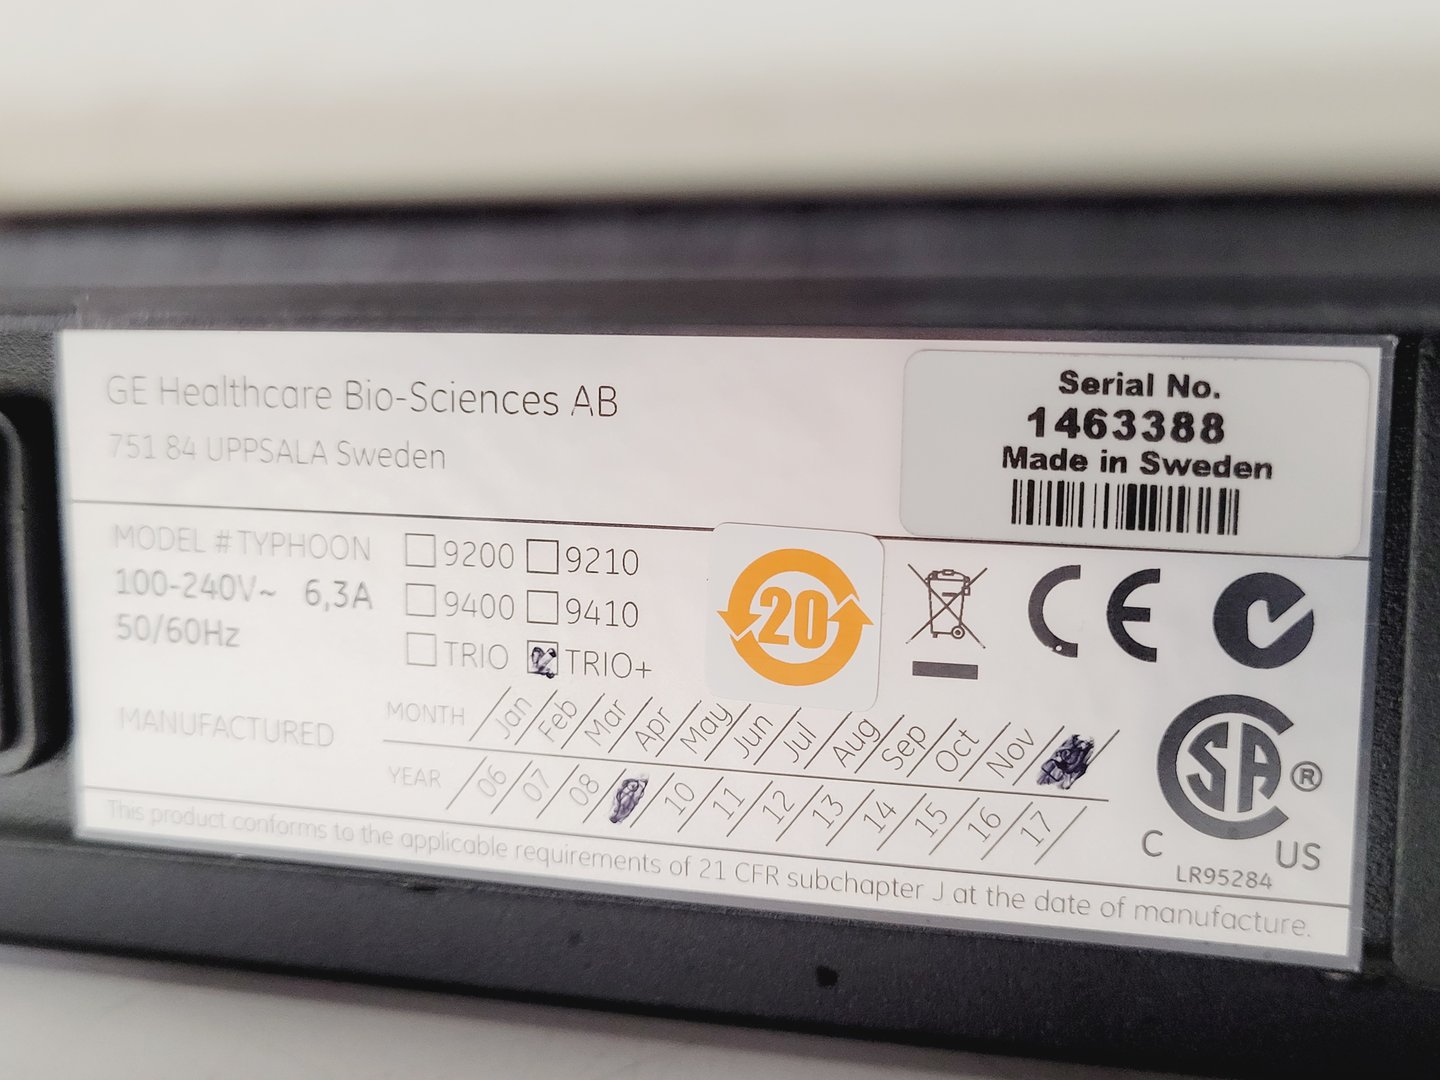 GE Healthcare Bio-Sciences AB
751 84 UPPSALA Sweden
Serial No.
1463388
Made in Sweden
MODEL # TYPHOON
100-240V~ 6,3A
50/60Hz
9200 9210
9400 9410
TRIO TRIO+
20
CE
MANUFACTURED
MONTH Jan Feb Mar Apr May Jun Jul Aug Sep Oct Nov
YEAR 06 07 08 10 11 12 13 14 15 16 17
SA ®
C US
LR95284
This product conforms to the applicable requirements of 21 CFR subchapter J at the date of manufacture.